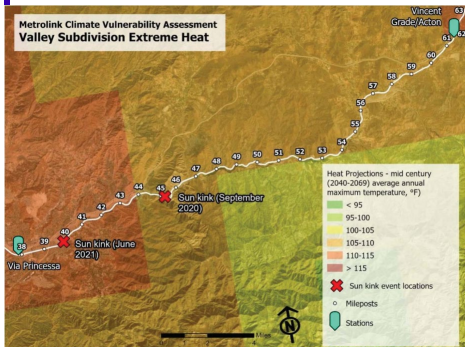 Metrolink Climate Vulnerability Assessment
Valley Subdivision Extreme Heat
Vincent
Grade/Acton
63
62
61
60
59
58
57
56
55
54
53
52
51
50
49
48
47
46
45
44
43
42
41
40
39
38
Sun kink (September
2020)
Sun kink (June
2021)
Via Princessa
Heat Projections - mid century
(2040-2069) average annual
maximum temperature, °F)
< 95
95-100
100-105
105-110
110-115
> 115
Sun kink event locations
Mileposts
Stations
Miles
N